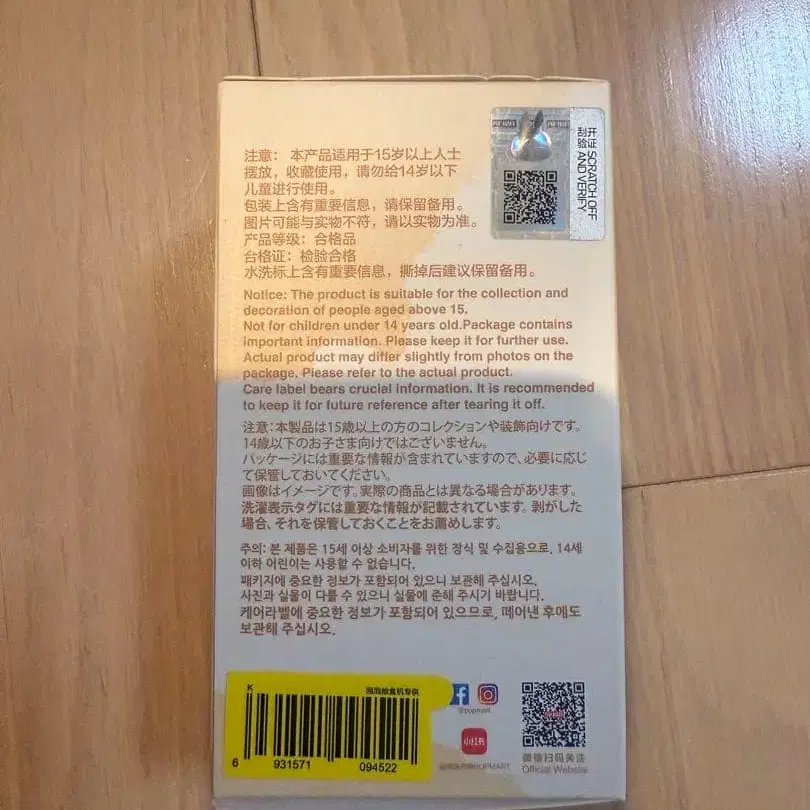 注意： 本产品适用于15岁以上人士
摆放，收藏使用，请勿给14岁以下
儿童进行使用。
包装上含有重要信息，请保留备用。
图片可能与实物不符，请以实物为准。
产品等级：合格品
合格证：检验合格
水洗标上含有重要信息，撕掉后建议保留备用。
刮开验证 SCRATCH OFF AND VERIFY
Notice: The product is suitable for the collection and
decoration of people aged above 15.
Not for children under 14 years old.Package contains
important information. Please keep it for further use.
Actual product may differ slightly from photos on the
package. Please refer to the actual product.
Care label bears crucial information. It is recommended
to keep it for future reference after tearing it off.
注意：本製品は15歳以上の方のコレクションや装飾向けです。
14歳以下のお子さま向けではございません。
パッケージには重要な情報が含まれていますので、必要に応じ
て保管しておいてください。
画像はイメージです。実際の商品とは異なる場合があります。
洗濯表示タグには重要な情報が記載されています。剥がした
場合、それを保管しておくことをお薦めします。
주의: 본 제품은 15세 이상 소비자를 위한 장식 및 수집용으로, 14세
이하 어린이는 사용할 수 없습니다.
패키지에 중요한 정보가 포함되어 있으니 보관해 주십시오.
사진과 실물이 다를 수 있으니 실물에 준해 주시기 바랍니다.
케어라벨에 중요한 정보가 포함되어 있으므로, 떼어낸 후에도
보관해 주십시오.
K
6 931571 094522
@popmart
小红书
微信扫码关注
Official Website